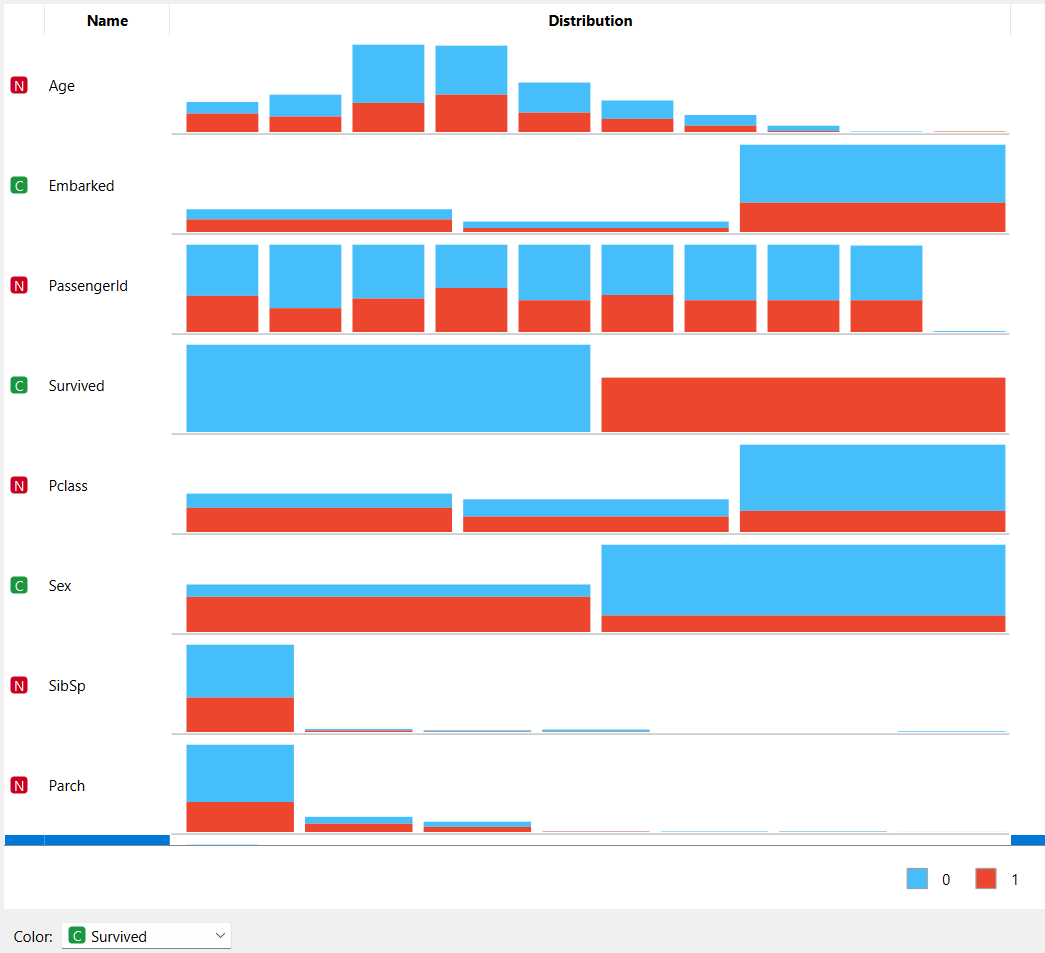 Name Distribution
N Age
C Embarked
N PassengerId
C Survived
N Pclass
C Sex
N SibSp
N Parch
0 1
Color: C Survived